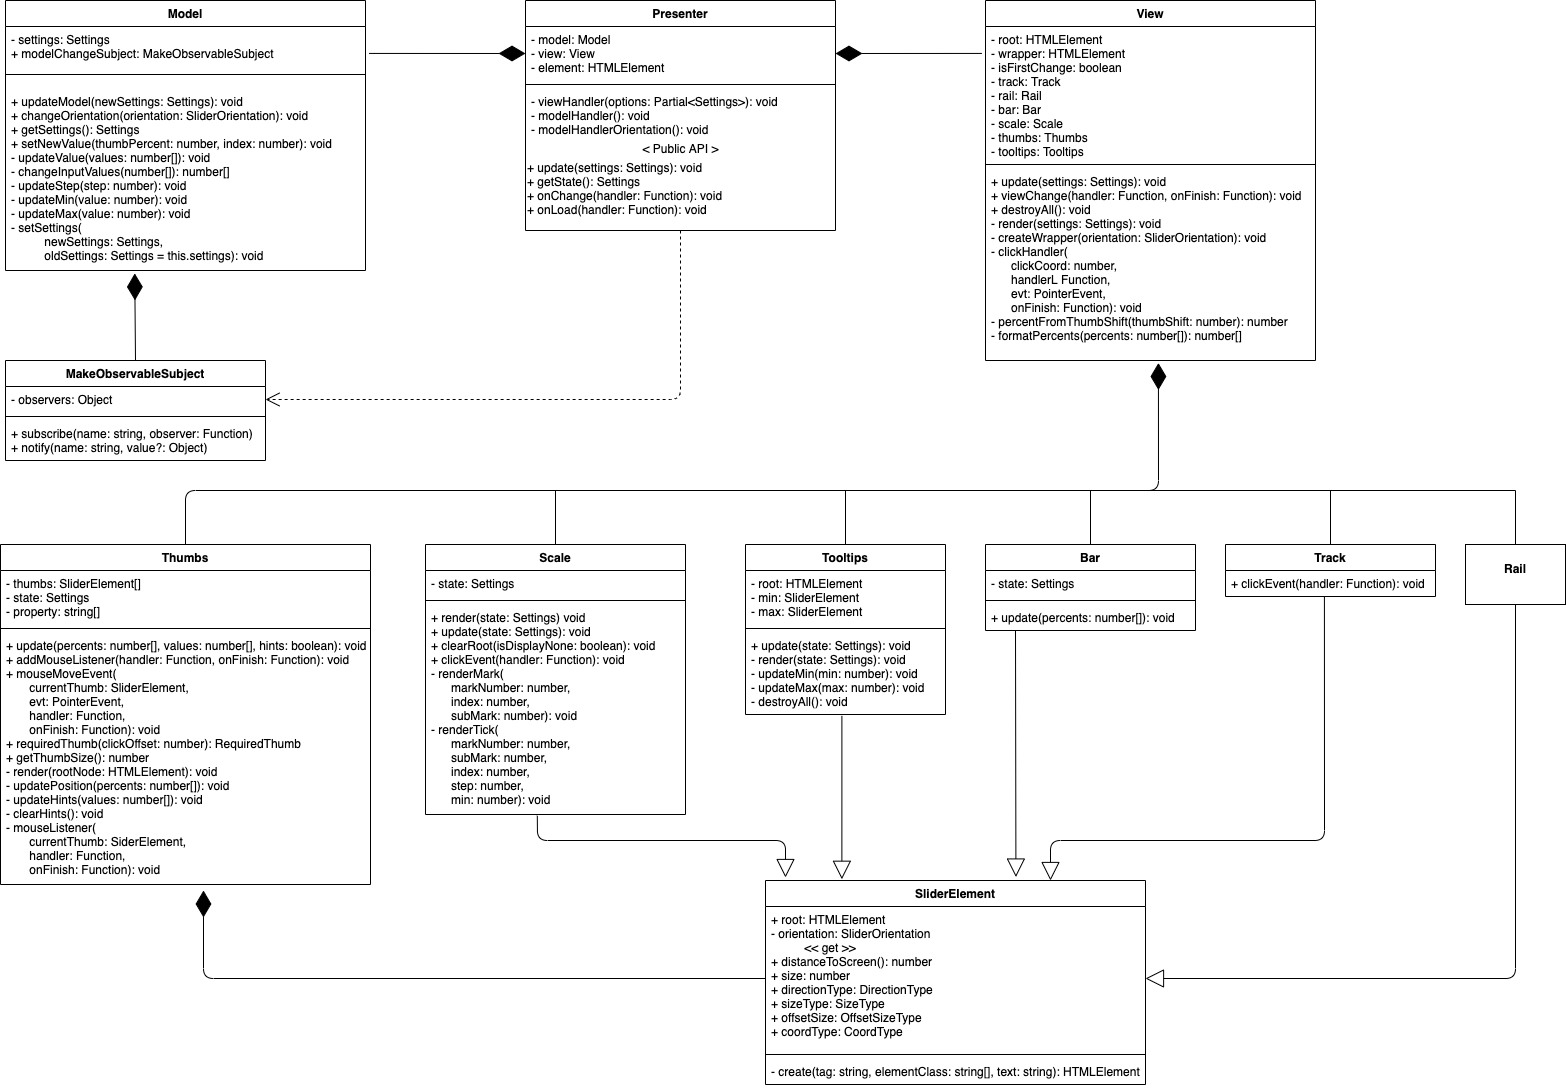 Model
- settings: Settings
+ modelChangeSubject: MakeObservableSubject
+ updateModel(newSettings: Settings): void
+ changeOrientation(orientation: SliderOrientation): void
+ getSettings(): Settings
+ setNewValue(thumbPercent: number, index: number): void
- updateValue(values: number[]): void
- changeInputValues(number[]): number[]
- updateStep(step: number): void
- updateMin(value: number): void
- updateMax(value: number): void
- setSettings(
newSettings: Settings,
oldSettings: Settings = this.settings): void
Presenter
- model: Model
- view: View
- element: HTMLElement
- viewHandler(options: Partial<Settings>): void
- modelHandler(): void
- modelHandlerOrientation(): void
< Public API >
+ update(settings: Settings): void
+ getState(): Settings
+ onChange(handler: Function): void
+ onLoad(handler: Function): void
View
- root: HTMLElement
- wrapper: HTMLElement
- isFirstChange: boolean
- track: Track
- rail: Rail
- bar: Bar
- scale: Scale
- thumbs: Thumbs
- tooltips: Tooltips
+ update(settings: Settings): void
+ viewChange(handler: Function, onFinish: Function): void
+ destroyAll(): void
- render(settings: Settings): void
- createWrapper(orientation: SliderOrientation): void
- clickHandler(
clickCoord: number,
handlerL Function,
evt: PointerEvent,
onFinish: Function): void
- percentFromThumbShift(thumbShift: number): number
- formatPercents(percents: number[]): number[]
MakeObservableSubject
- observers: Object
+ subscribe(name: string, observer: Function)
+ notify(name: string, value?: Object)
Thumbs
- thumbs: SliderElement[]
- state: Settings
- property: string[]
+ update(percents: number[], values: number[], hints: boolean): void
+ addMouseListener(handler: Function, onFinish: Function): void
+ mouseMoveEvent(
currentThumb: SliderElement,
evt: PointerEvent,
handler: Function,
onFinish: Function): void
+ requiredThumb(clickOffset: number): RequiredThumb
+ getThumbSize(): number
- render(rootNode: HTMLElement): void
- updatePosition(percents: number[]): void
- updateHints(values: number[]): void
- clearHints(): void
- mouseListener(
currentThumb: SiderElement,
handler: Function,
onFinish: Function): void
Scale
- state: Settings
+ render(state: Settings) void
+ update(state: Settings): void
+ clearRoot(isDisplayNone: boolean): void
+ clickEvent(handler: Function): void
- renderMark(
markNumber: number,
index: number,
subMark: number): void
- renderTick(
markNumber: number,
subMark: number,
index: number,
step: number,
min: number): void
Tooltips
- root: HTMLElement
- min: SliderElement
- max: SliderElement
+ update(state: Settings): void
- render(state: Settings): void
- updateMin(min: number): void
- updateMax(max: number): void
- destroyAll(): void
Bar
- state: Settings
+ update(percents: number[]): void
Track
+ clickEvent(handler: Function): void
Rail
SliderElement
+ root: HTMLElement
- orientation: SliderOrientation
<< get >>
+ distanceToScreen(): number
+ size: number
+ directionType: DirectionType
+ sizeType: SizeType
+ offsetSize: OffsetSizeType
+ coordType: CoordType
- create(tag: string, elementClass: string[], text: string): HTMLElement